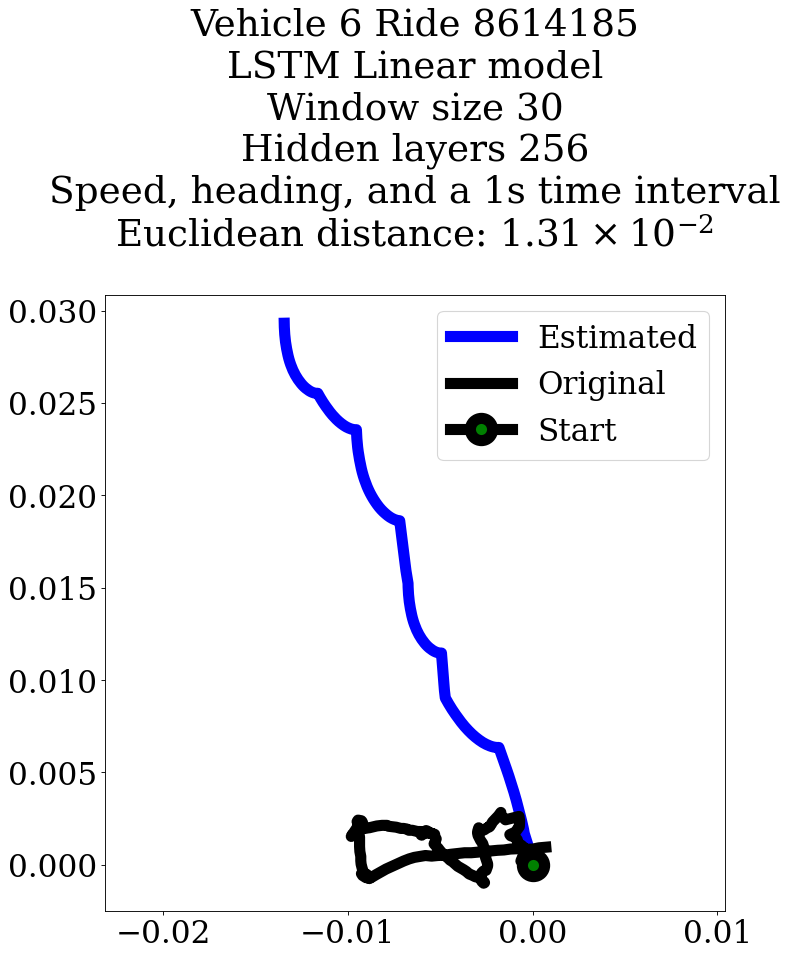 Vehicle 6 Ride 8614185
LSTM Linear model
Window size 30
Hidden layers 256
Speed, heading, and a 1s time interval
Euclidean distance: 1.31 × 10⁻²
Estimated
Original
Start
0.030
0.025
0.020
0.015
0.010
0.005
0.000
−0.02 −0.01 0.00 0.01